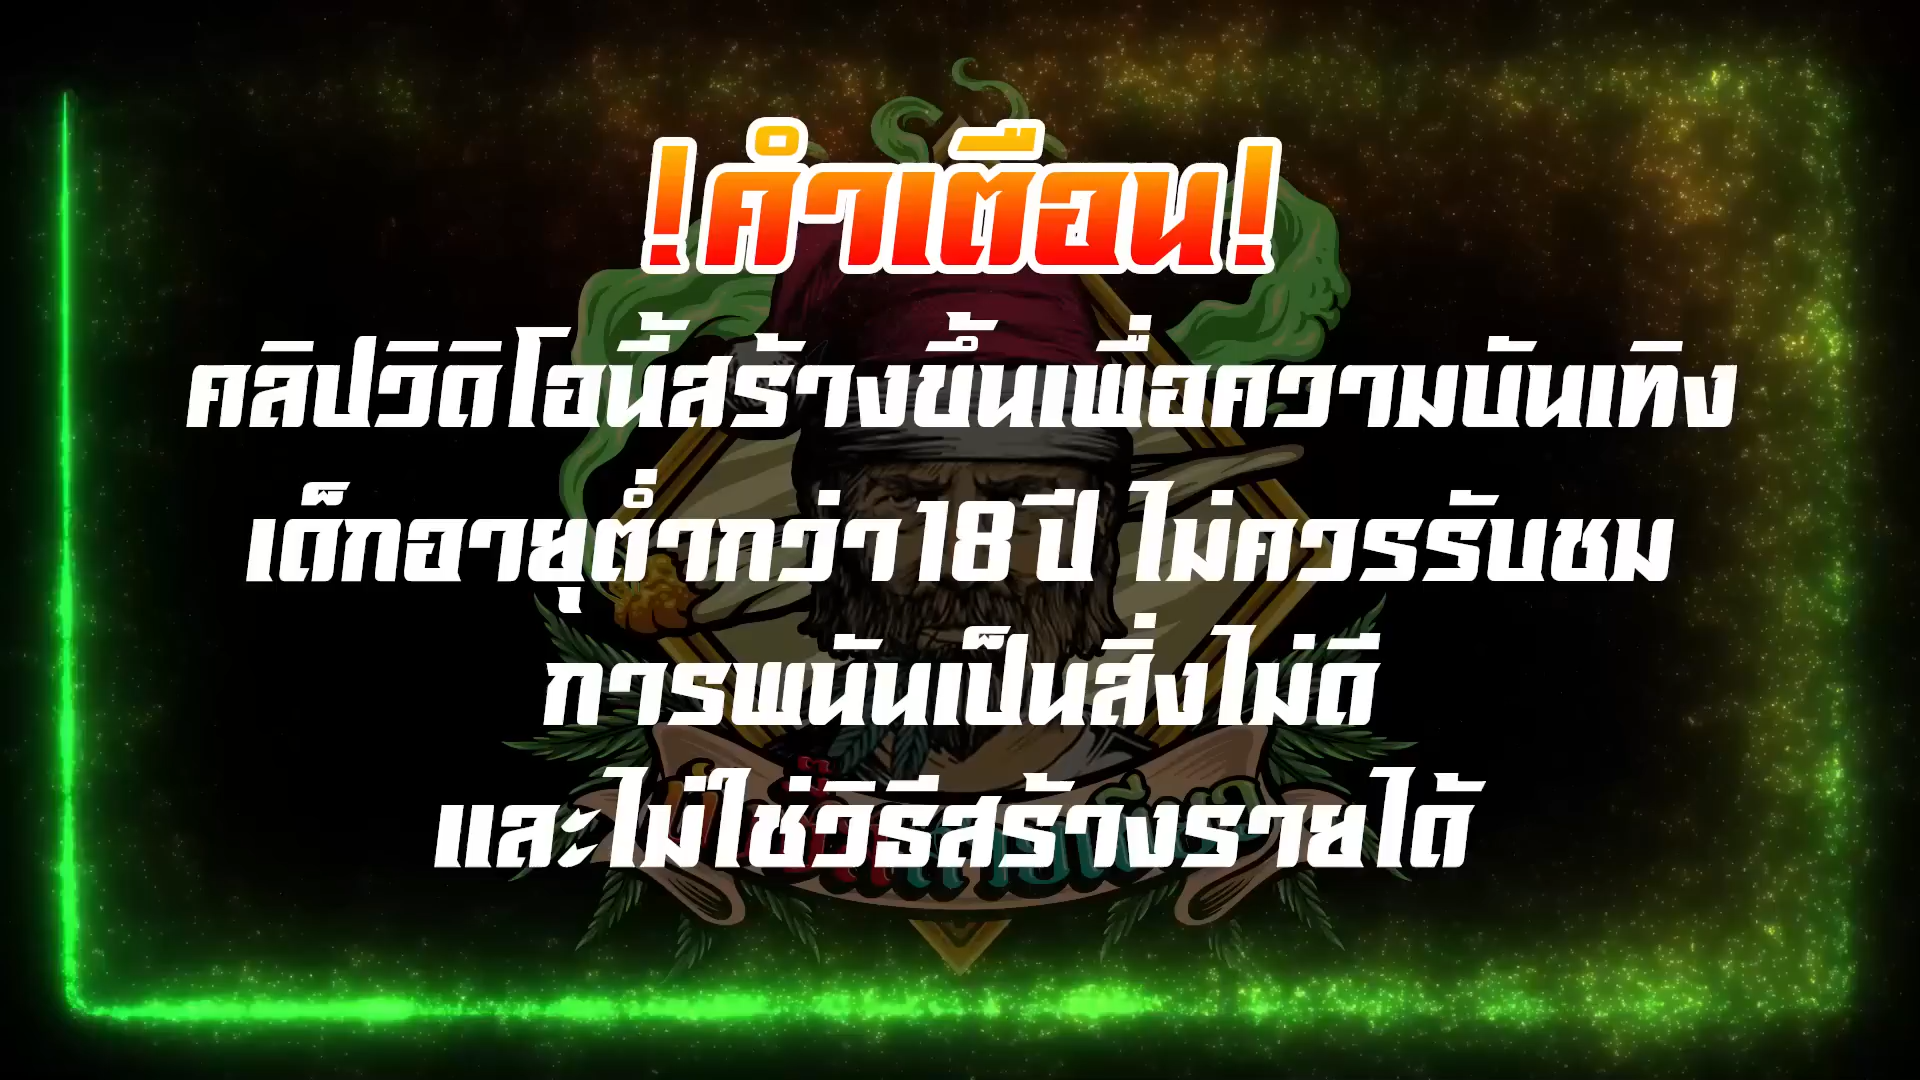 !คำเตือน!
คลิปวิดิโอนี้สร้างขึ้นเพื่อความบันเทิง
เด็กอายุต่ำกว่า 18 ปี ไม่ควรรับชม
การพนันเป็นสิ่งไม่ดี
และไม่ใช่วิธีสร้างรายได้